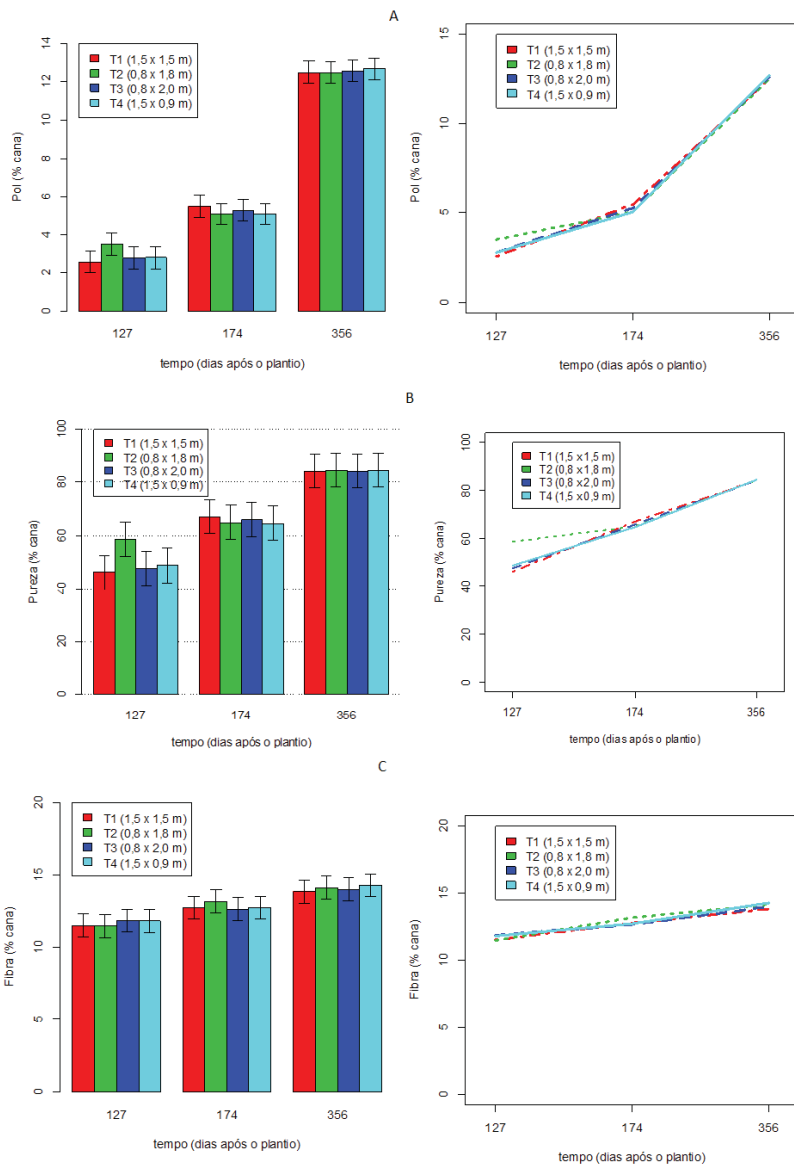 A
T1 (1,5 x 1,5 m)
T2 (0,8 x 1,8 m)
T3 (0,8 x 2,0 m)
T4 (1,5 x 0,9 m)
Pol (% cana)
14
12
10
8
6
4
2
0
127
174
356
tempo (dias após o plantio)
T1 (1,5 x 1,5 m)
T2 (0,8 x 1,8 m)
T3 (0,8 x 2,0 m)
T4 (1,5 x 0,9 m)
Pol (% cana)
15
10
5
0
127
174
356
tempo (dias após o plantio)
B
T1 (1,5 x 1,5 m)
T2 (0,8 x 1,8 m)
T3 (0,8 x 2,0 m)
T4 (1,5 x 0,9 m)
Pureza (% cana)
100
80
60
40
20
0
127
174
356
tempo (dias após o plantio)
T1 (1,5 x 1,5 m)
T2 (0,8 x 1,8 m)
T3 (0,8 x 2,0 m)
T4 (1,5 x 0,9 m)
Pureza (% cana)
100
80
60
40
20
0
127
174
356
tempo (dias após o plantio)
C
T1 (1,5 x 1,5 m)
T2 (0,8 x 1,8 m)
T3 (0,8 x 2,0 m)
T4 (1,5 x 0,9 m)
Fibra (% cana)
20
15
10
5
0
127
174
356
tempo (dias após o plantio)
T1 (1,5 x 1,5 m)
T2 (0,8 x 1,8 m)
T3 (0,8 x 2,0 m)
T4 (1,5 x 0,9 m)
Fibra (% cana)
20
15
10
5
0
127
174
356
tempo (dias após o plantio)